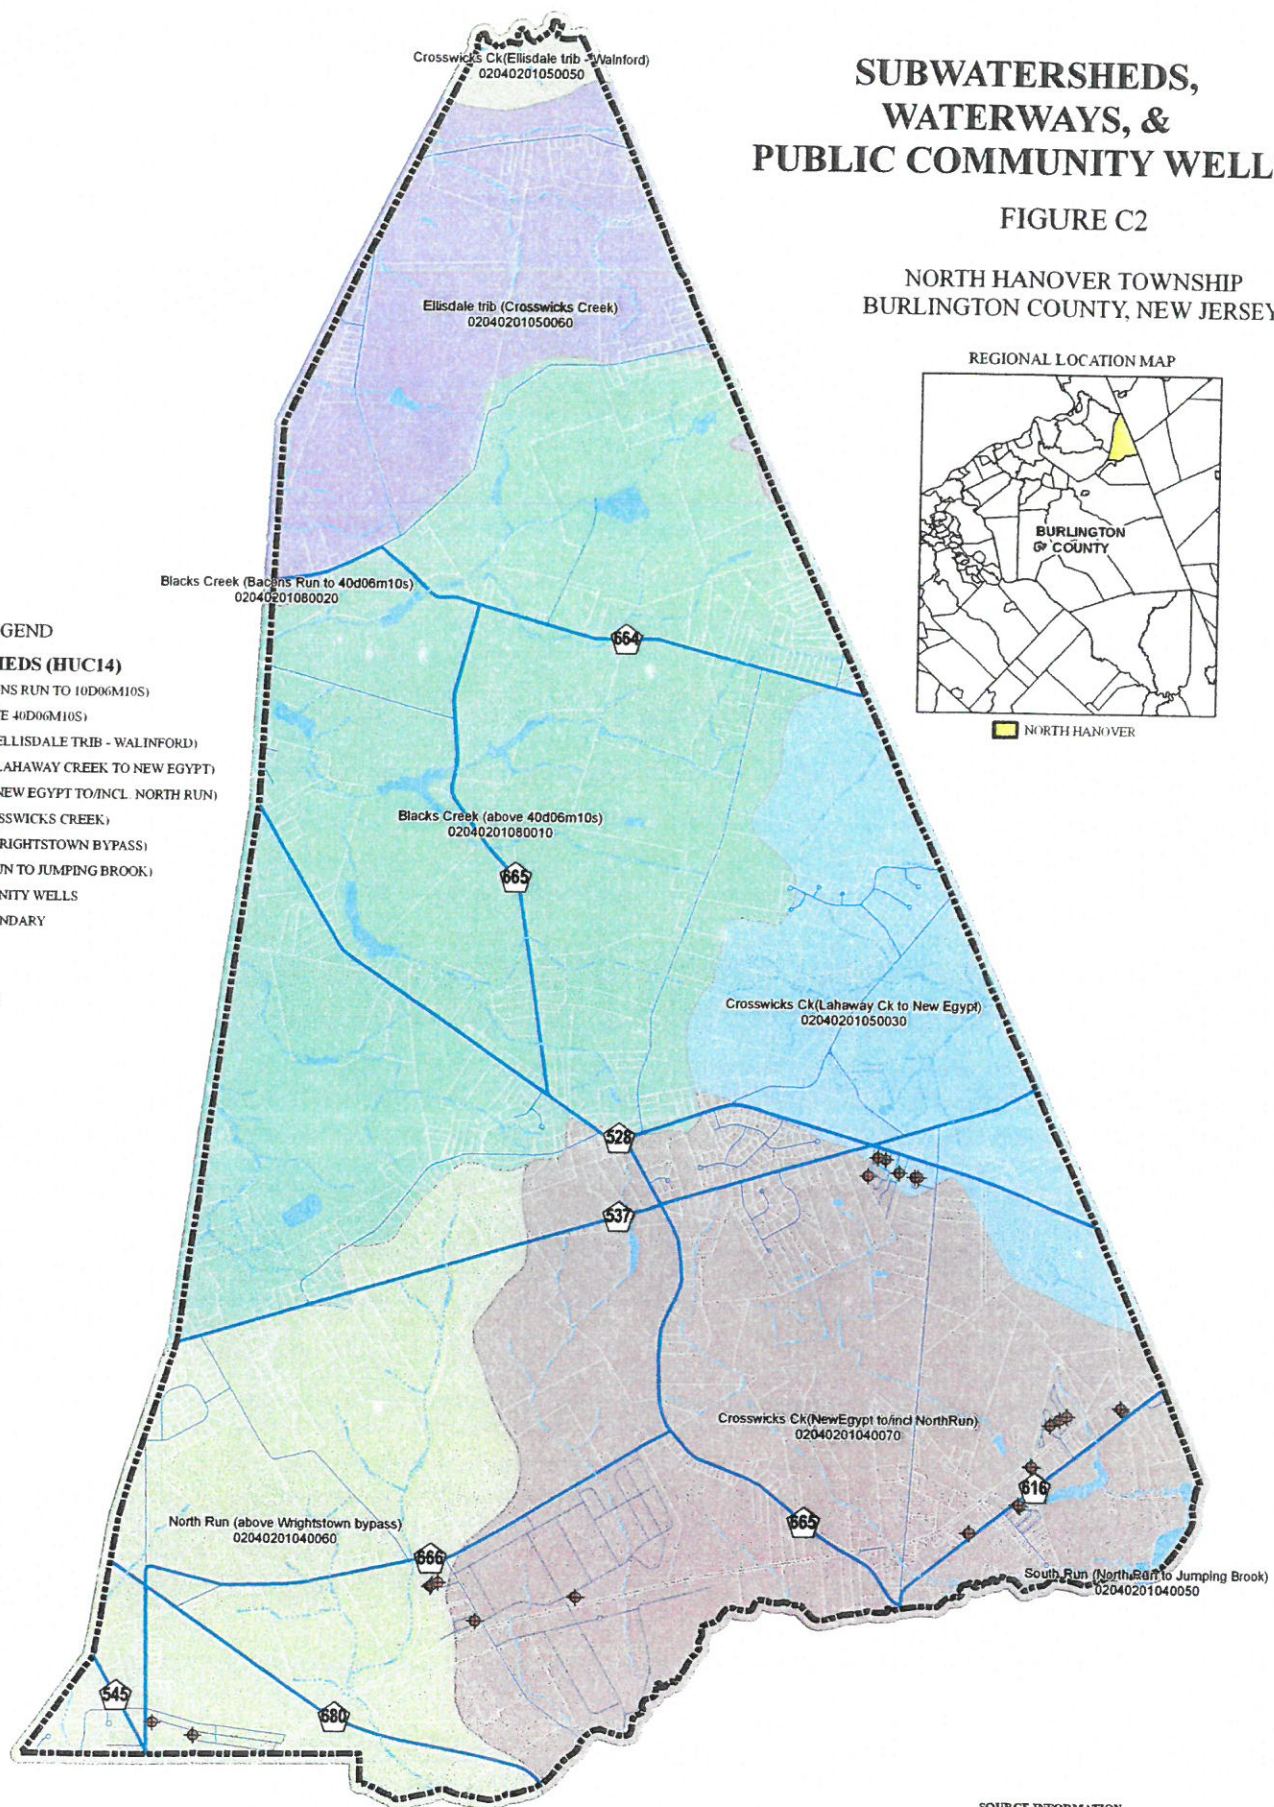 SUBWATERSHEDS,
WATERWAYS, &
PUBLIC COMMUNITY WELL
FIGURE C2
NORTH HANOVER TOWNSHIP
BURLINGTON COUNTY, NEW JERSEY
REGIONAL LOCATION MAP
BURLINGTON
COUNTY
NORTH HANOVER
Crosswicks Ck(Ellisdale trib - Walnford)
02040201050050
Ellisdale trib (Crosswicks Creek)
02040201050060
Blacks Creek (Bacons Run to 40d06m10s)
02040201080020
GEND
HEDS (HUC14)
NS RUN TO 10D06M10S)
E 40D06M10S)
ELLISDALE TRIB - WALINFORD)
LAHAWAY CREEK TO NEW EGYPT)
NEW EGYPT TO/INCL NORTH RUN)
SSWICKS CREEK)
RIGHTSTOWN BYPASS)
UN TO JUMPING BROOK)
NITY WELLS
NDARY
664
Blacks Creek (above 40d06m10s)
02040201080010
665
Crosswicks Ck(Lahaway Ck to New Egypt)
02040201050030
528
537
Crosswicks Ck(NewEgypt to/incl NorthRun)
02040201040070
616
665
North Run (above Wrightstown bypass)
02040201040060
666
South Run (North Run to Jumping Brook)
02040201040050
545
680